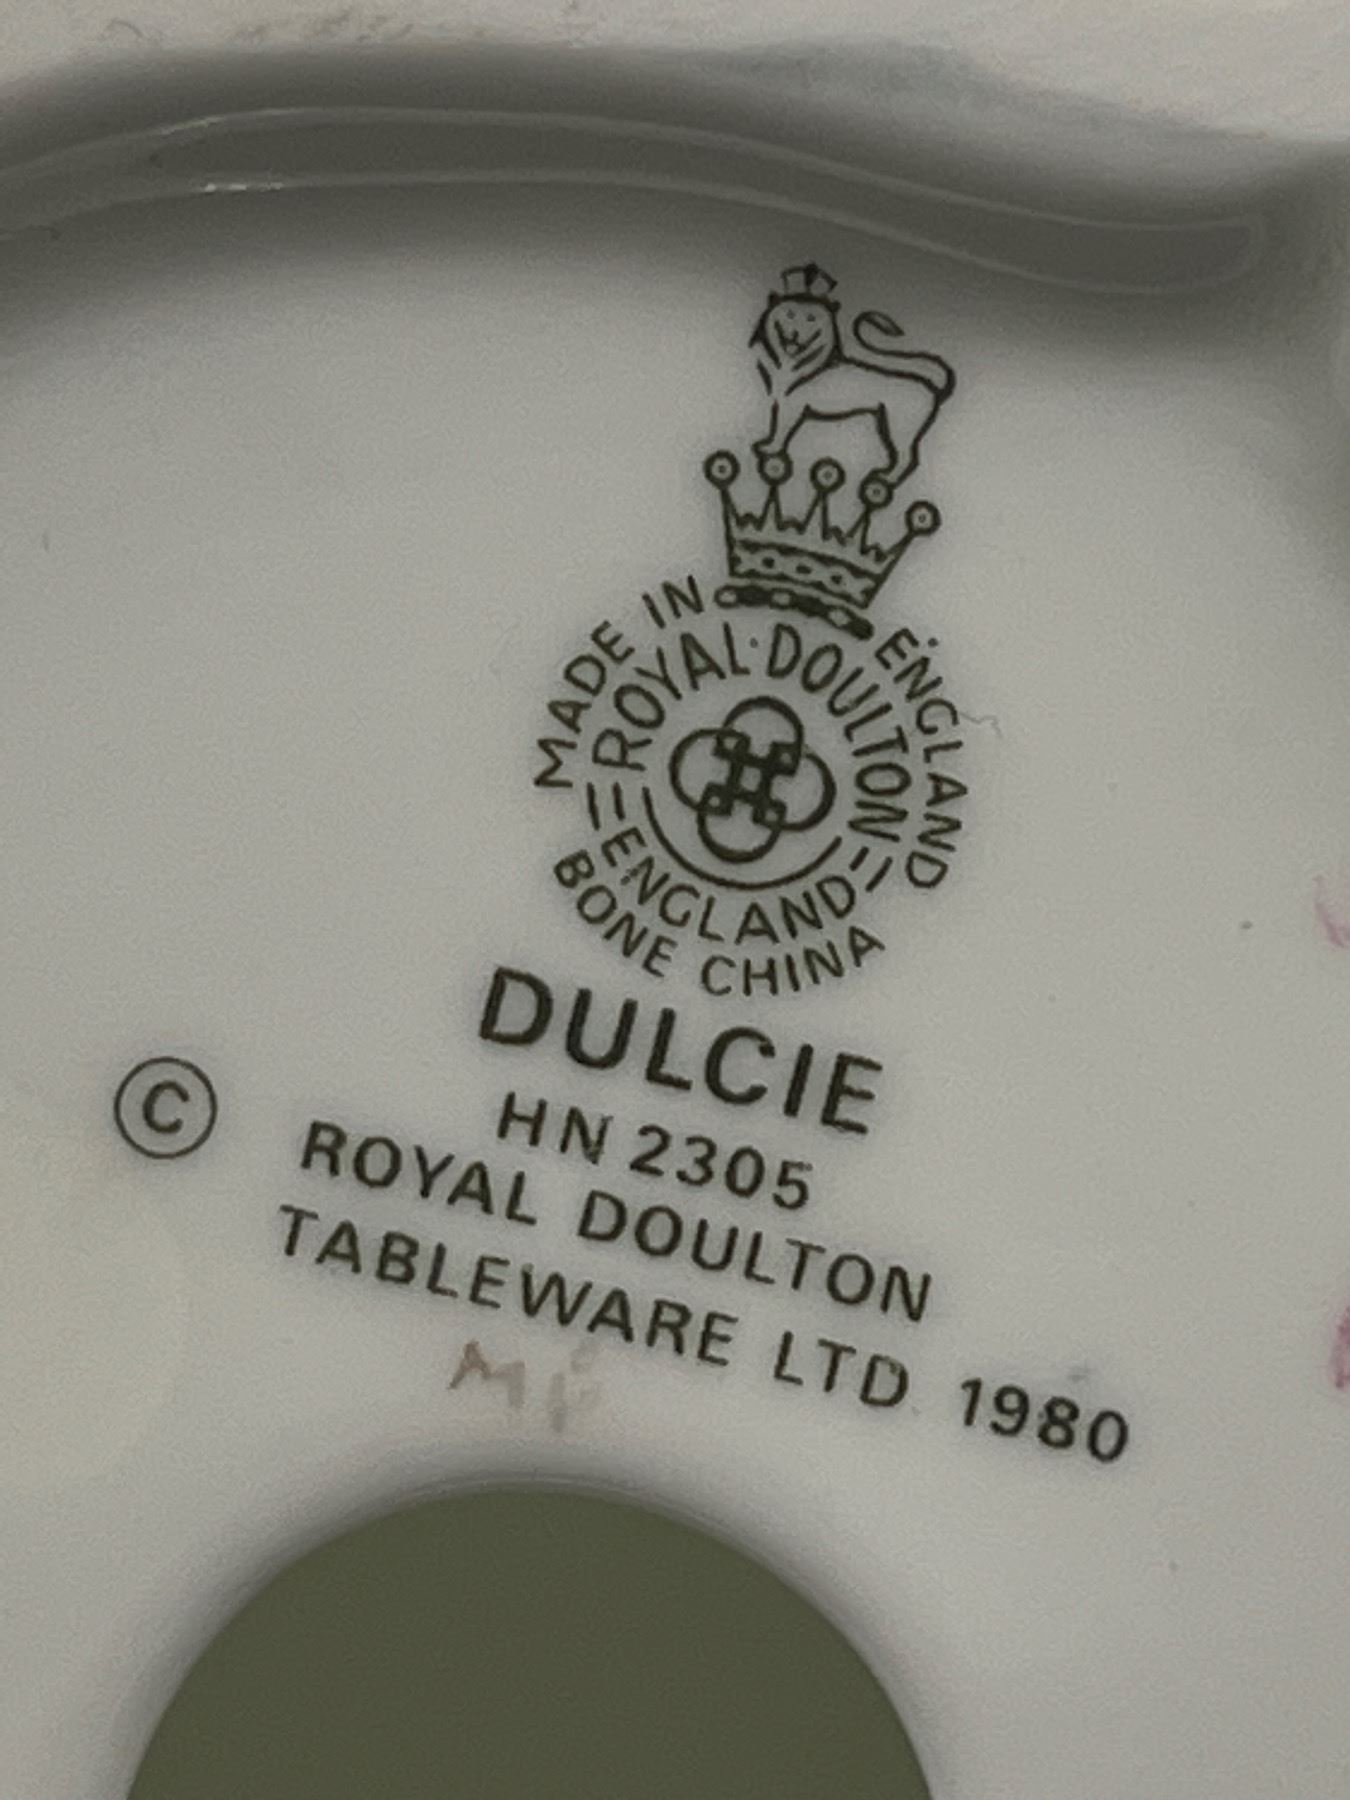 MADE IN ENGLAND
ROYAL·DOULTON
ENGLAND
BONE CHINA
DULCIE
HN 2305
© ROYAL DOULTON
TABLEWARE LTD 1980